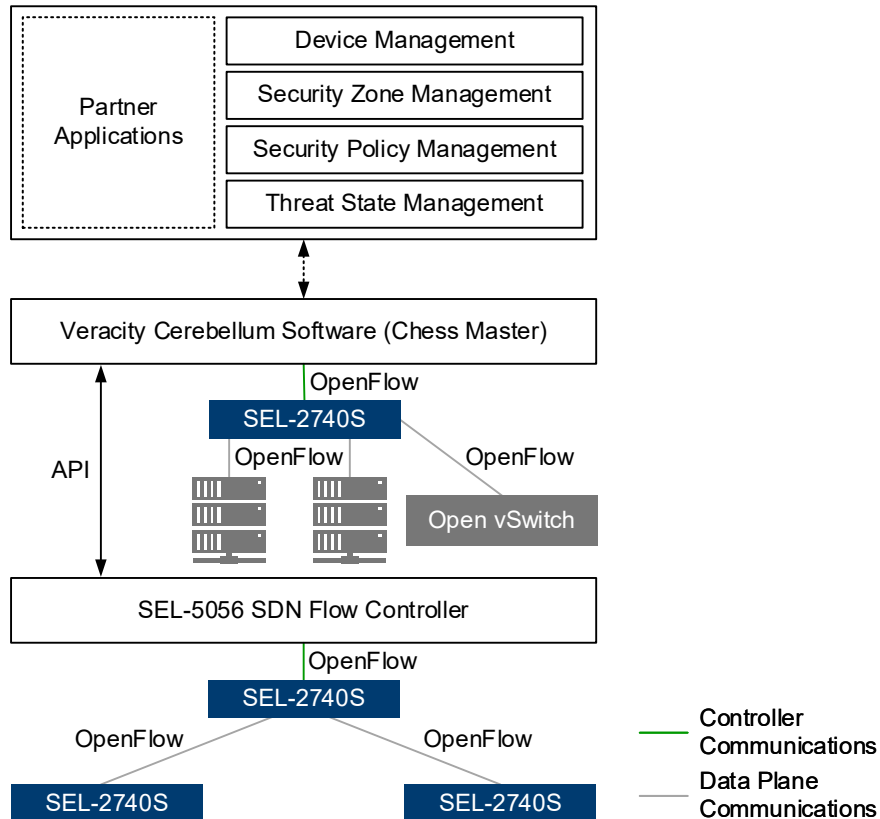 Partner
Applications
Device Management
Security Zone Management
Security Policy Management
Threat State Management
Veracity Cerebellum Software (Chess Master)
OpenFlow
SEL-2740S
OpenFlow
OpenFlow
API
Open vSwitch
SEL-5056 SDN Flow Controller
OpenFlow
SEL-2740S
OpenFlow
OpenFlow
SEL-2740S
SEL-2740S
Controller
Communications
Data Plane
Communications